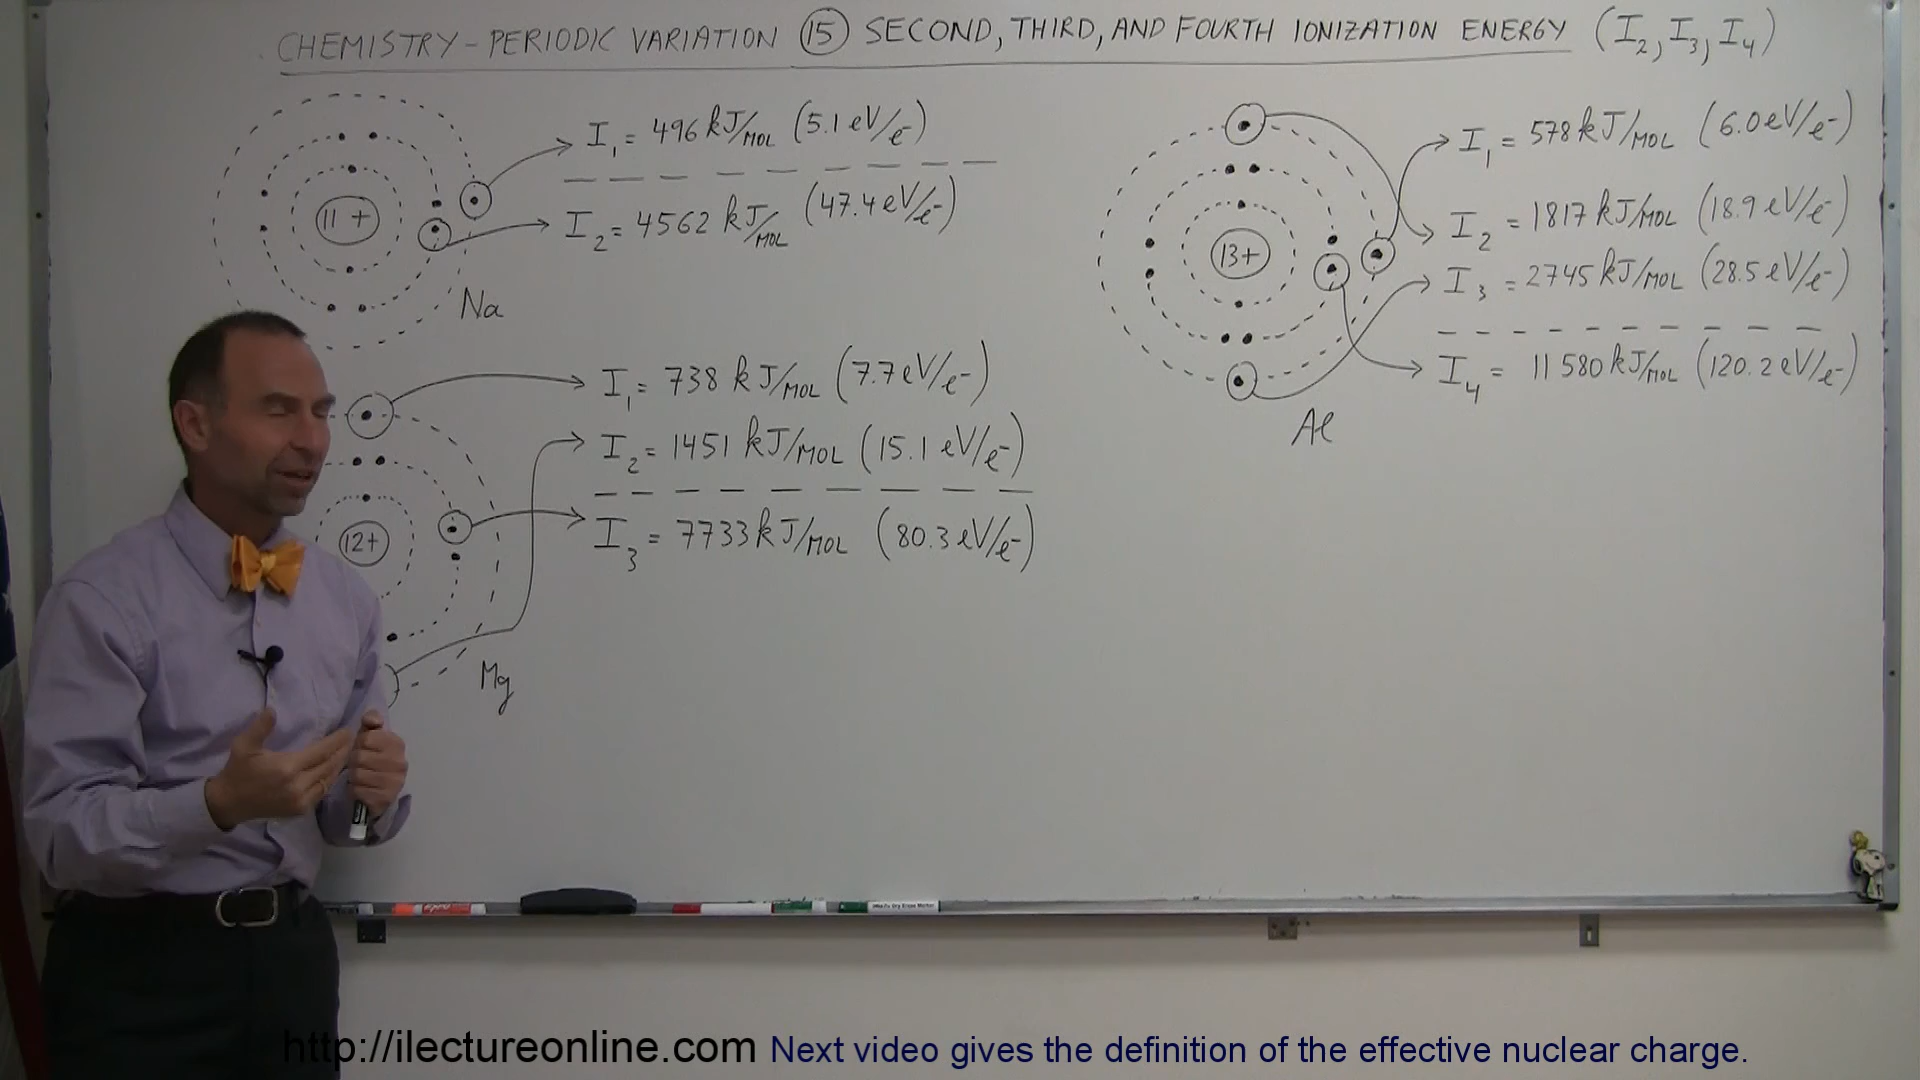 CHEMISTRY - PERIODIC VARIATION ⑮ SECOND, THIRD, AND FOURTH IONIZATION ENERGY (I₂, I₃, I₄)
11+
I₁ = 496 kJ/MOL (5.1 eV/e⁻)
I₂ = 4562 kJ/MOL (47.4 eV/e⁻)
Na
12+
I₁ = 738 kJ/MOL (7.7 eV/e⁻)
I₂ = 1451 kJ/MOL (15.1 eV/e⁻)
I₃ = 7733 kJ/MOL (80.3 eV/e⁻)
Mg
13+
I₁ = 578 kJ/MOL (6.0 eV/e⁻)
I₂ = 1817 kJ/MOL (18.9 eV/e⁻)
I₃ = 2745 kJ/MOL (28.5 eV/e⁻)
I₄ = 11580 kJ/MOL (120.2 eV/e⁻)
Al
http://ilectureonline.com Next video gives the definition of the effective nuclear charge.